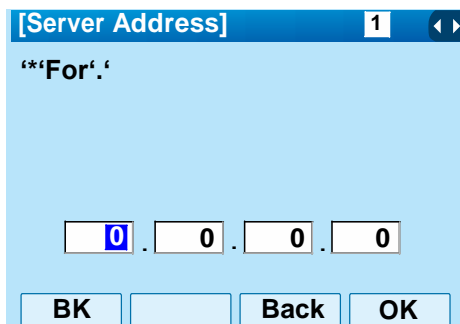 [Server Address] 1
‘*‘For‘.‘
0 . 0 . 0 . 0
BK Back OK